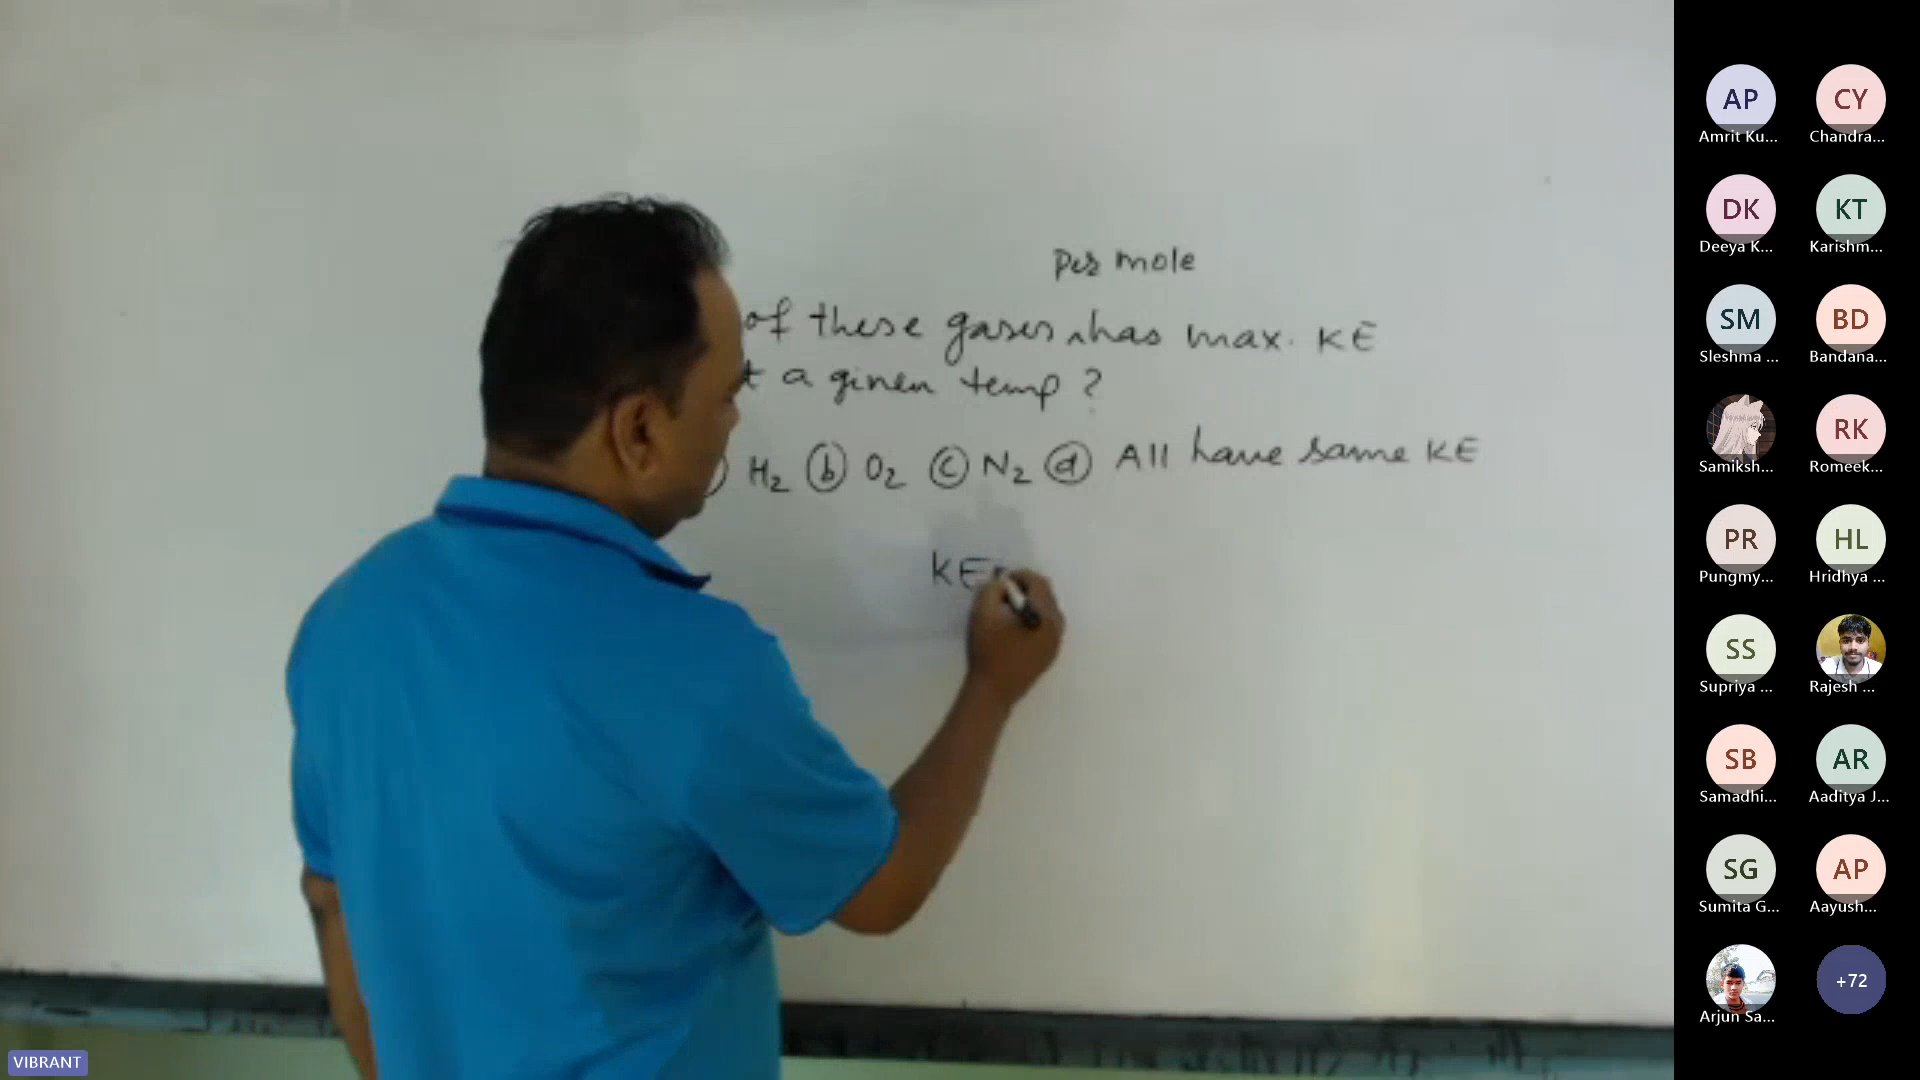 Per mole
of these gases ^ has max. KE
t a given temp ?
H2 (b) O2 (c) N2 (d) All have same KE
KE
VIBRANT
AP CY
Amrit Ku... Chandra...
DK KT
Deeya K... Karishm...
SM BD
Sleshma ... Bandana...
RK
Samiksh... Romeek...
PR HL
Pungmy... Hridhya ...
SS
Supriya ... Rajesh ...
SB AR
Samadhi... Aaditya J...
SG AP
Sumita G... Aayush...
+72
Arjun Sa...